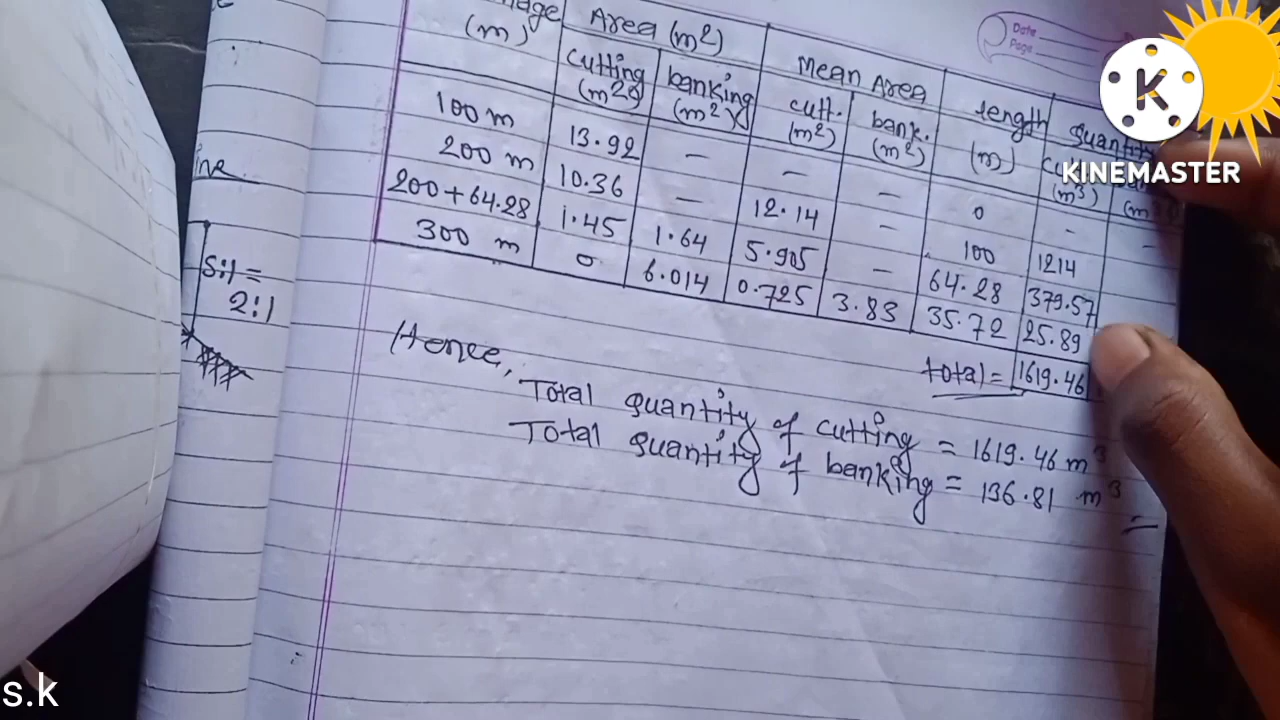 Area (m²)
(m)
Mean Area
length
(m)
quantity
cutting
(m²)
banking
(m²)
cutt.
(m²)
bank.
(m²)
(m³)
100 m 13.92 — — — 0 - -
200 m 10.36 — 12.14 — 100 1214
200+64.28 1.45 1.64 5.905 — 64.28 379.57
300 m 0 6.014 0.725 3.83 35.72 25.89
total = 1619.46
Hence,
Total quantity of cutting = 1619.46 m³
Total quantity of banking = 136.81 m³
S:1 =
2:1
Date
Page
K
KINEMASTER
s.k